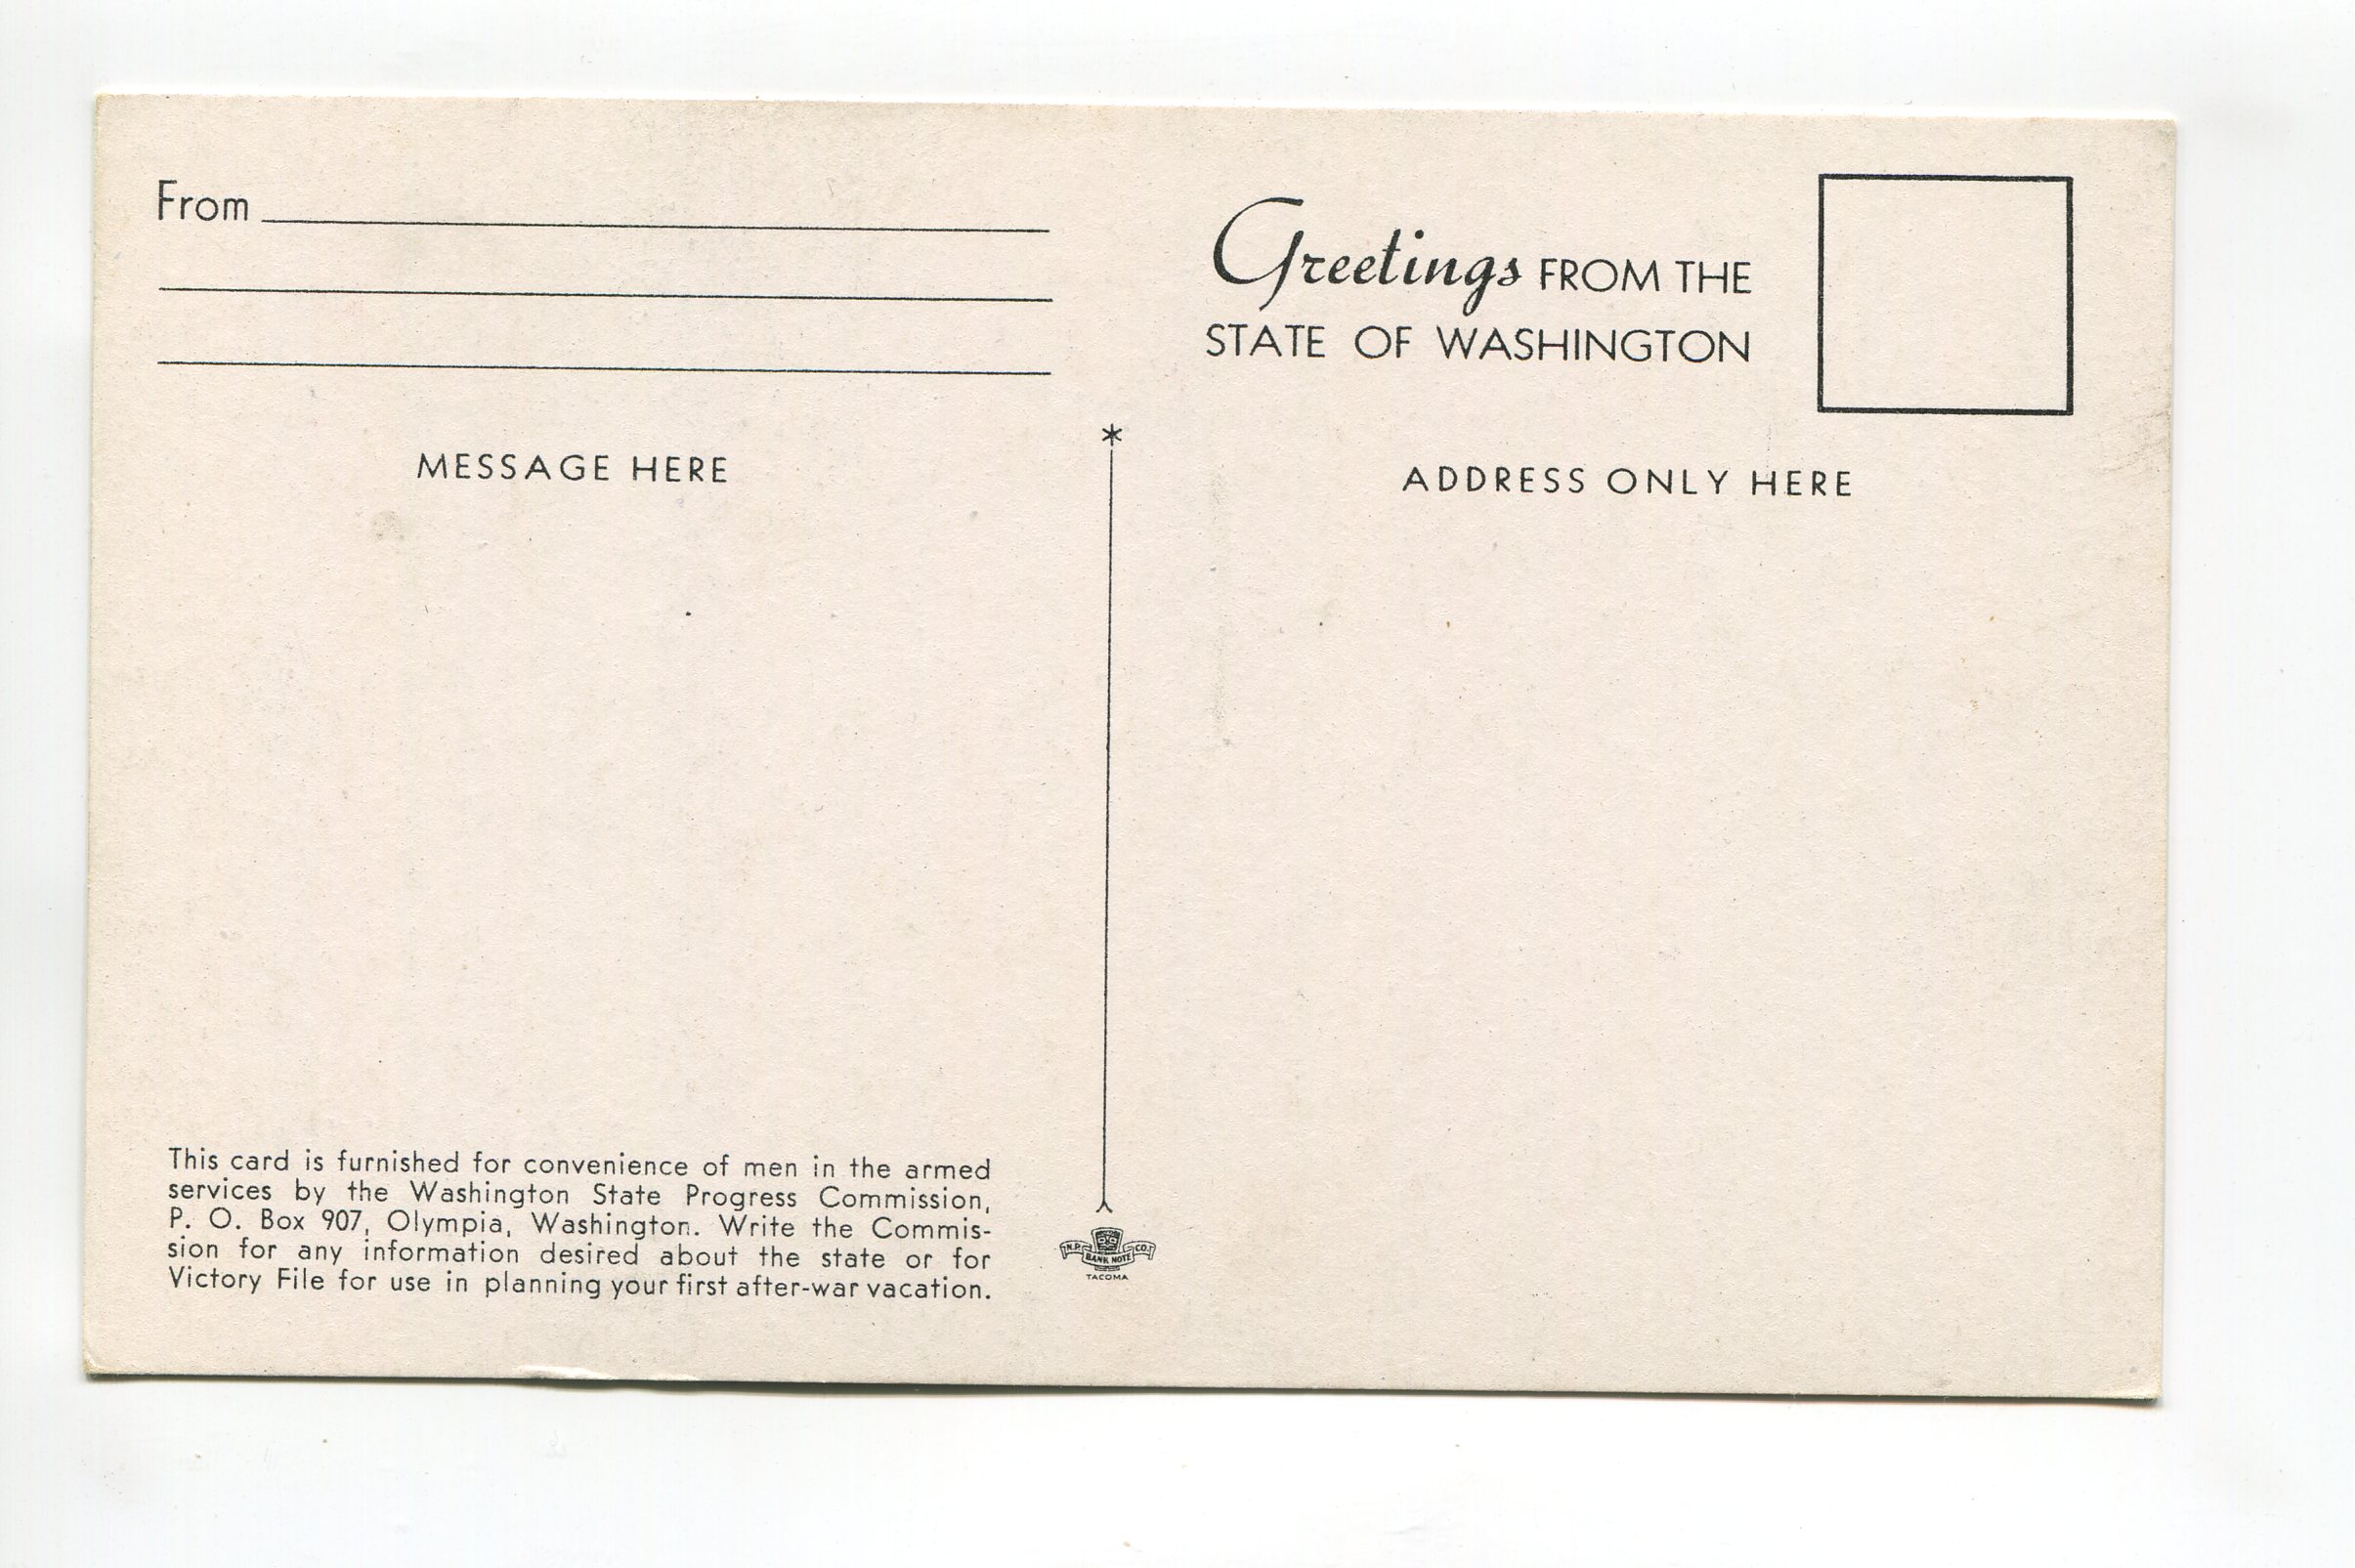 From
Greetings FROM THE
STATE OF WASHINGTON
MESSAGE HERE
ADDRESS ONLY HERE
This card is furnished for convenience of men in the armed
services by the Washington State Progress Commission,
P. O. Box 907, Olympia, Washington. Write the Commis-
sion for any information desired about the state or for
Victory File for use in planning your first after-war vacation.
N.P. BANK NOTE CO.
TACOMA